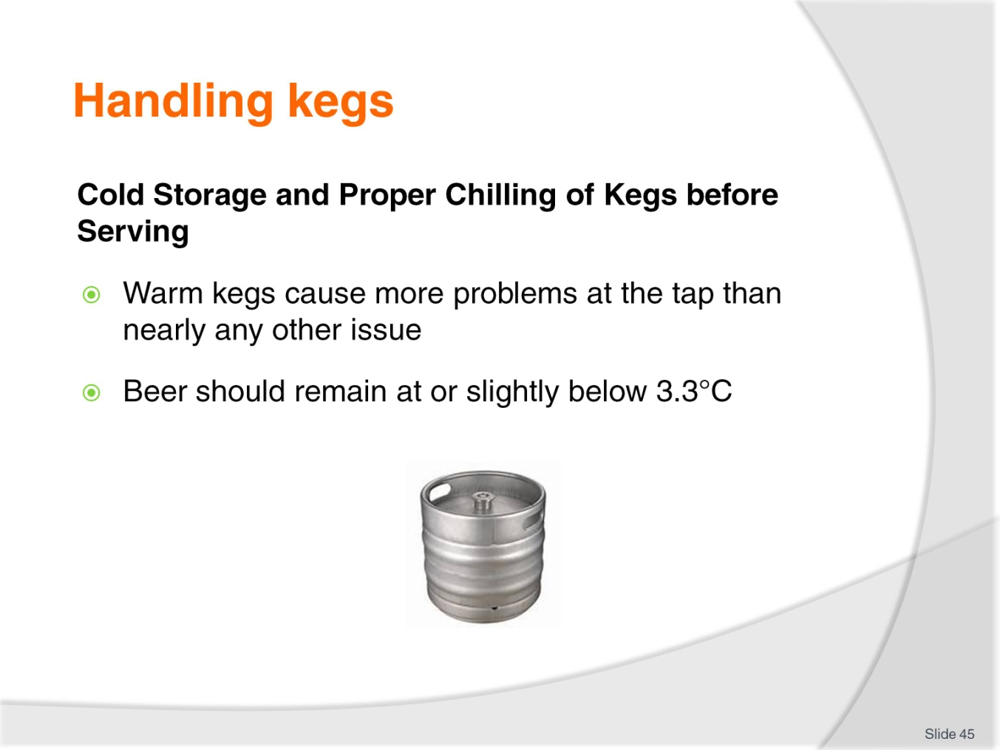 Handling kegs
Cold Storage and Proper Chilling of Kegs before
Serving
Warm kegs cause more problems at the tap than
nearly any other issue
Beer should remain at or slightly below 3.3°C
Slide 45